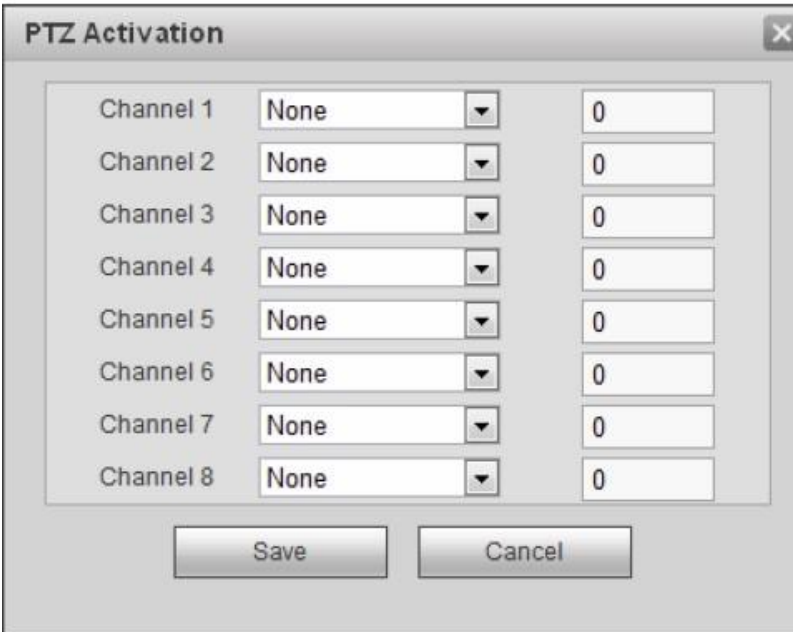 PTZ Activation
Channel 1 None 0
Channel 2 None 0
Channel 3 None 0
Channel 4 None 0
Channel 5 None 0
Channel 6 None 0
Channel 7 None 0
Channel 8 None 0
Save Cancel